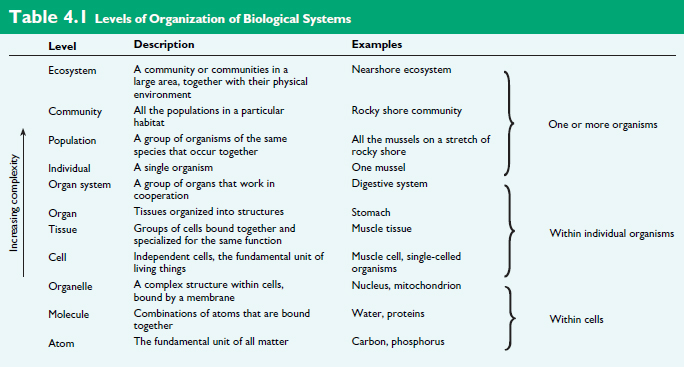 Table 4.1 Levels of Organization of Biological Systems
Level Description Examples
Ecosystem A community or communities in a Nearshore ecosystem
large area, together with their physical
environment
Community All the populations in a particular Rocky shore community
habitat
One or more organisms
Population A group of organisms of the same All the mussels on a stretch of
species that occur together rocky shore
Individual A single organism One mussel
Organ system A group of organs that work in Digestive system
cooperation
Organ Tissues organized into structures Stomach
Tissue Groups of cells bound together and Muscle tissue
specialized for the same function
Within individual organisms
Cell Independent cells, the fundamental unit of Muscle cell, single-celled
living things organisms
Organelle A complex structure within cells, Nucleus, mitochondrion
bound by a membrane
Molecule Combinations of atoms that are bound Water, proteins
together
Within cells
Atom The fundamental unit of all matter Carbon, phosphorus
Increasing complexity